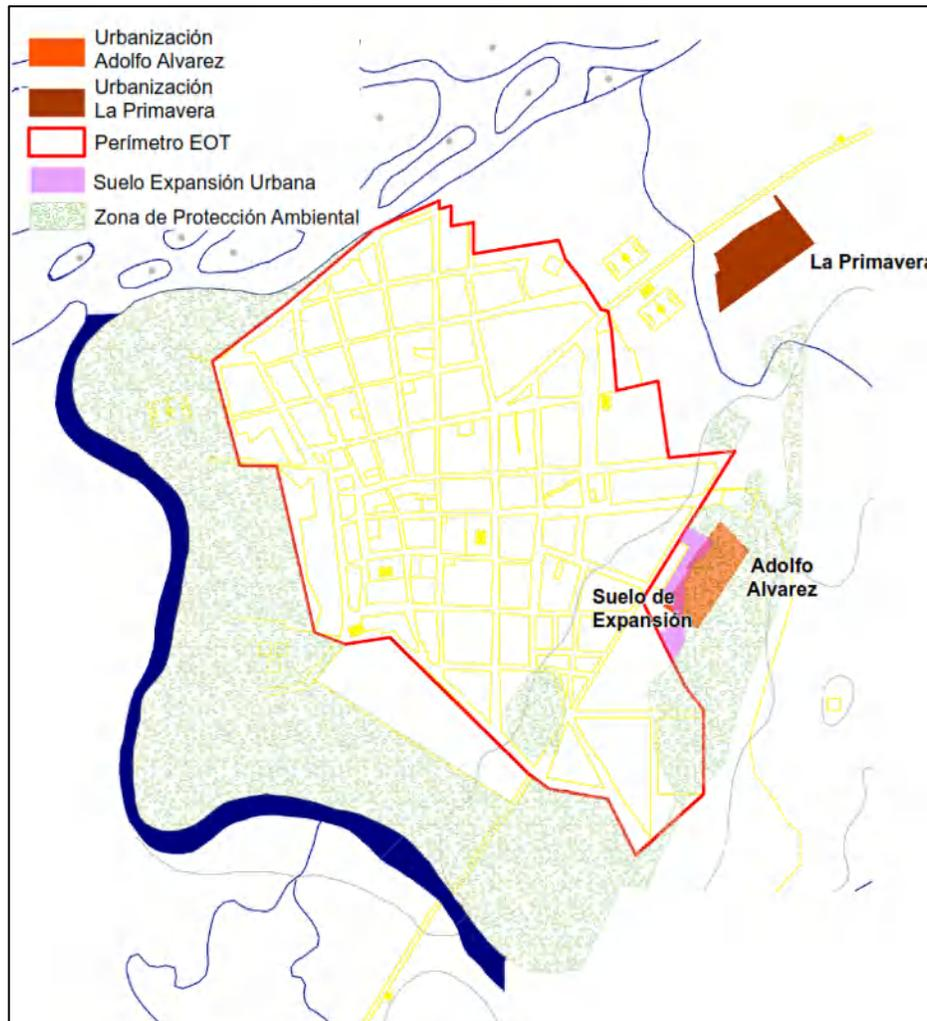 Urbanización
Adolfo Alvarez
Urbanización
La Primavera
Perímetro EOT
Suelo Expansión Urbana
Zona de Protección Ambiental
La Primavera
Adolfo
Alvarez
Suelo de
Expansión